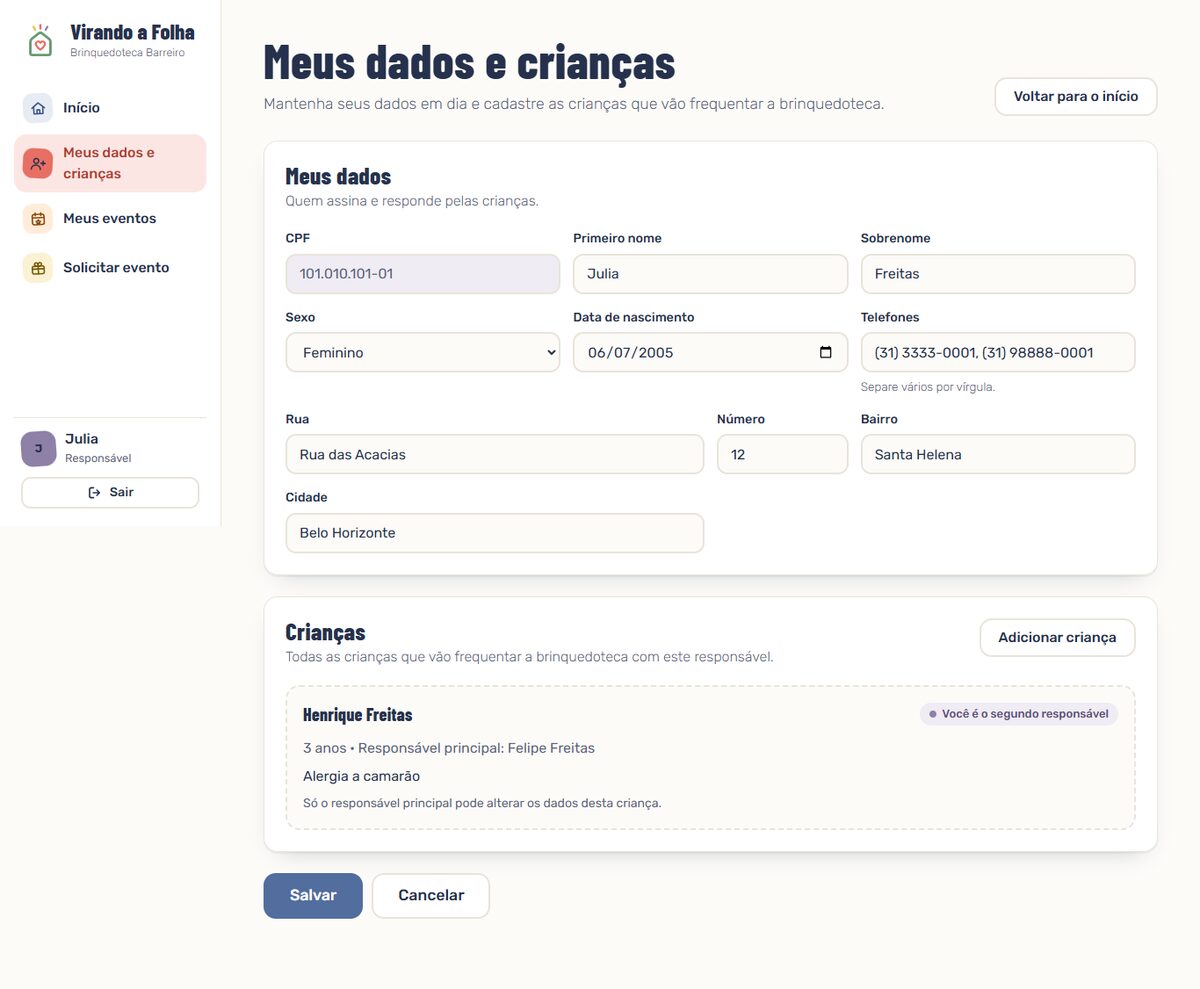 Virando a Folha
Brinquedoteca Barreiro
Início
Meus dados e
crianças
Meus eventos
Solicitar evento
J
Julia
Responsável
Sair
Meus dados e crianças
Mantenha seus dados em dia e cadastre as crianças que vão frequentar a brinquedoteca.
Voltar para o início
Meus dados
Quem assina e responde pelas crianças.
CPF
Primeiro nome
Sobrenome
101.010.101-01
Julia
Freitas
Sexo
Data de nascimento
Telefones
Feminino
06/07/2005
(31) 3333-0001, (31) 98888-0001
Separe vários por vírgula.
Rua
Número
Bairro
Rua das Acacias
12
Santa Helena
Cidade
Belo Horizonte
Crianças
Todas as crianças que vão frequentar a brinquedoteca com este responsável.
Adicionar criança
Henrique Freitas
Você é o segundo responsável
3 anos • Responsável principal: Felipe Freitas
Alergia a camarão
Só o responsável principal pode alterar os dados desta criança.
Salvar
Cancelar